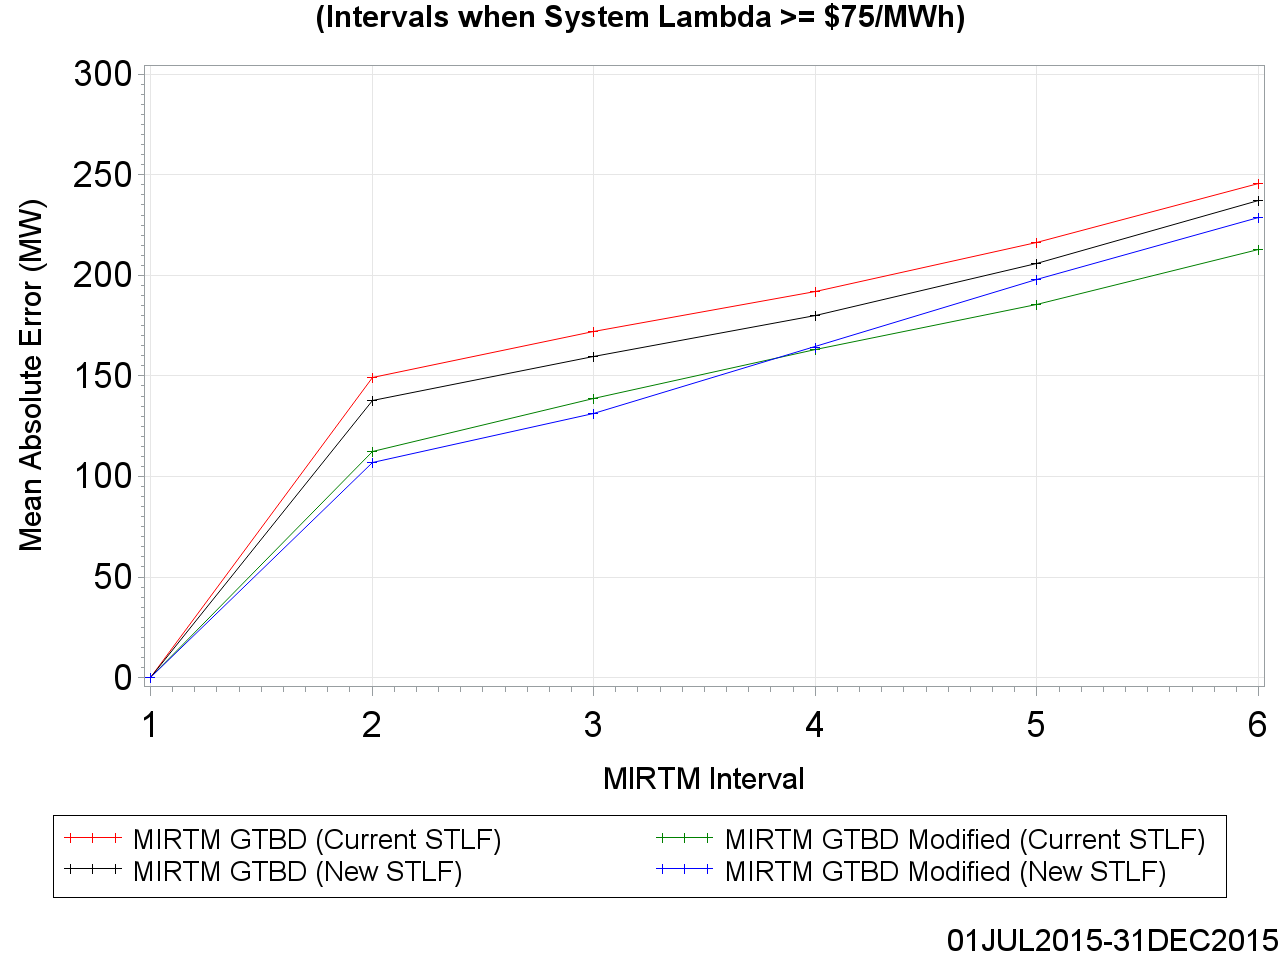 (Intervals when System Lambda >= $75/MWh)
300
250
200
150
100
50
0
Mean Absolute Error (MW)
1 2 3 4 5 6
MIRTM Interval
MIRTM GTBD (Current STLF) MIRTM GTBD Modified (Current STLF)
MIRTM GTBD (New STLF) MIRTM GTBD Modified (New STLF)
01JUL2015-31DEC2015